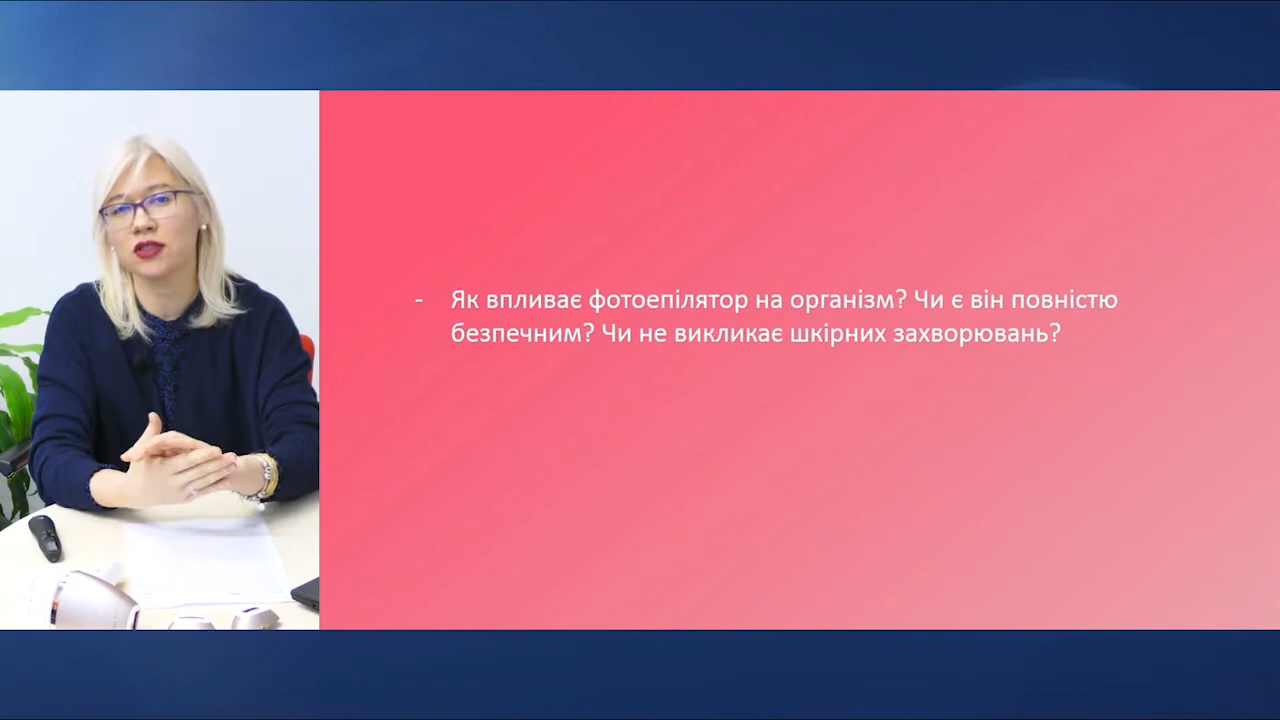 - Як впливає фотоепілятор на організм? Чи є він повністю
безпечним? Чи не викликає шкірних захворювань?